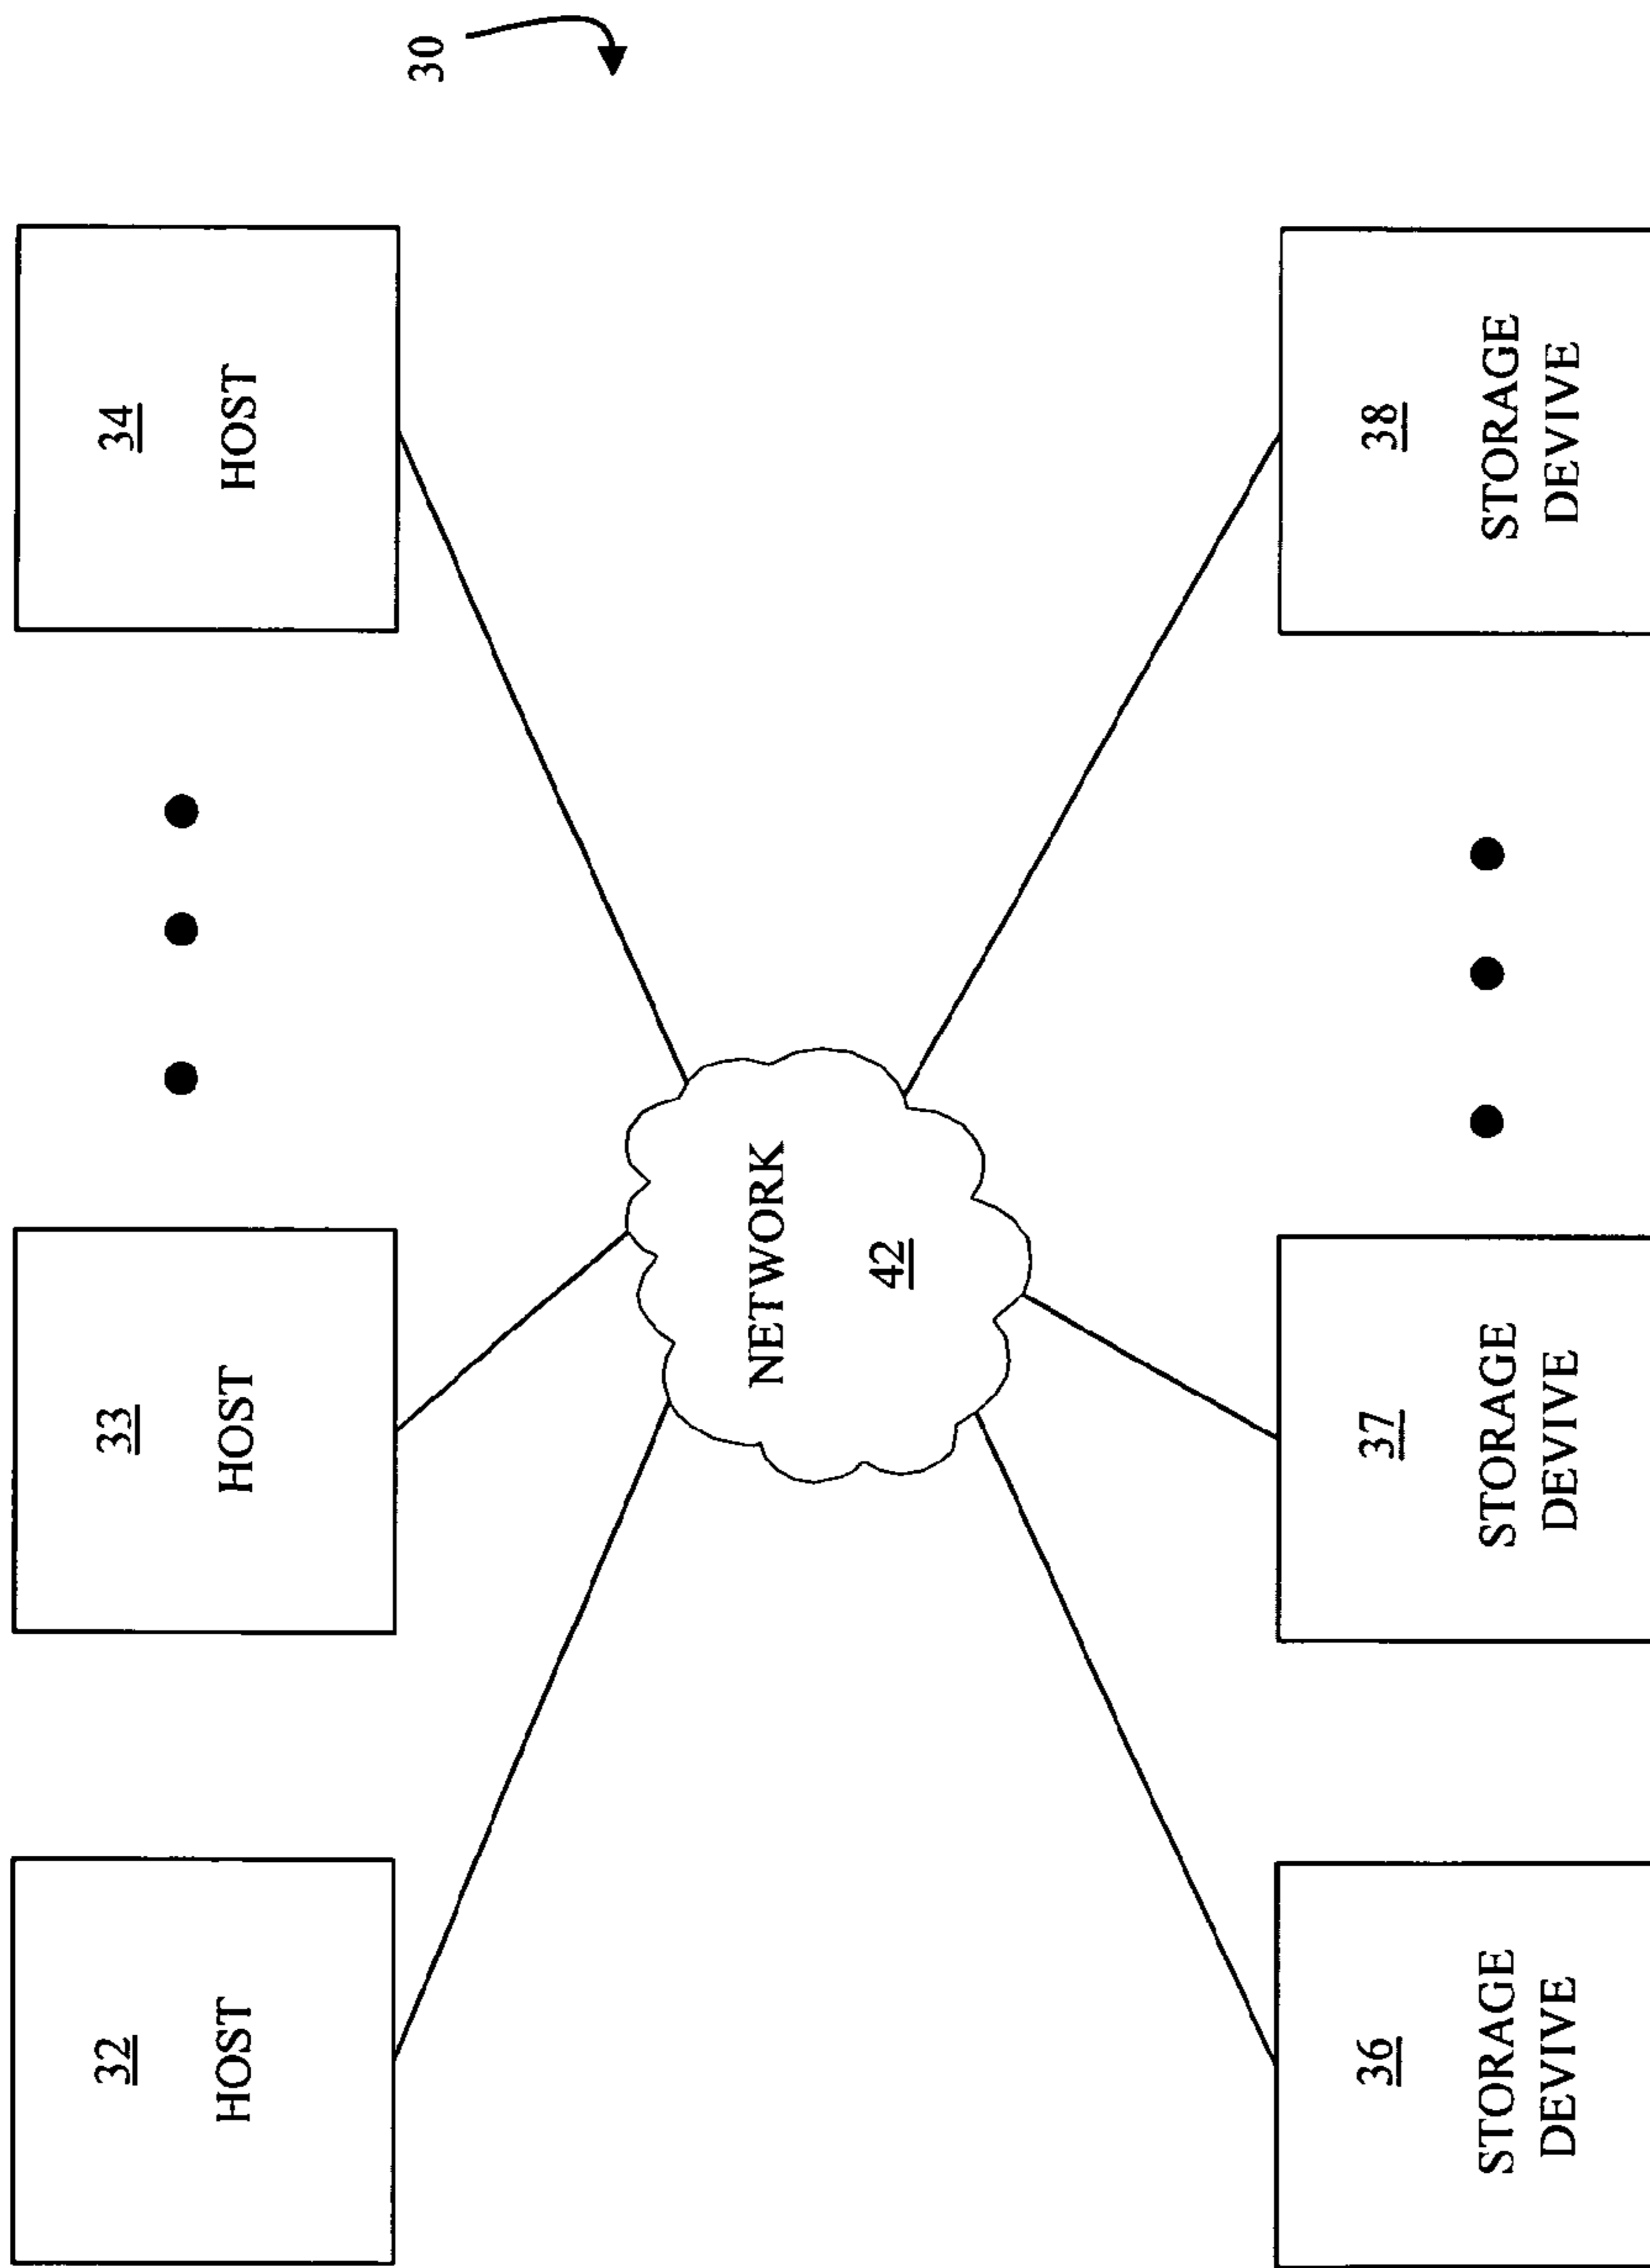 30
32
HOST
33
HOST
34
HOST
NETWORK
42
36
STORAGE
DEVIVE
37
STORAGE
DEVIVE
38
STORAGE
DEVIVE